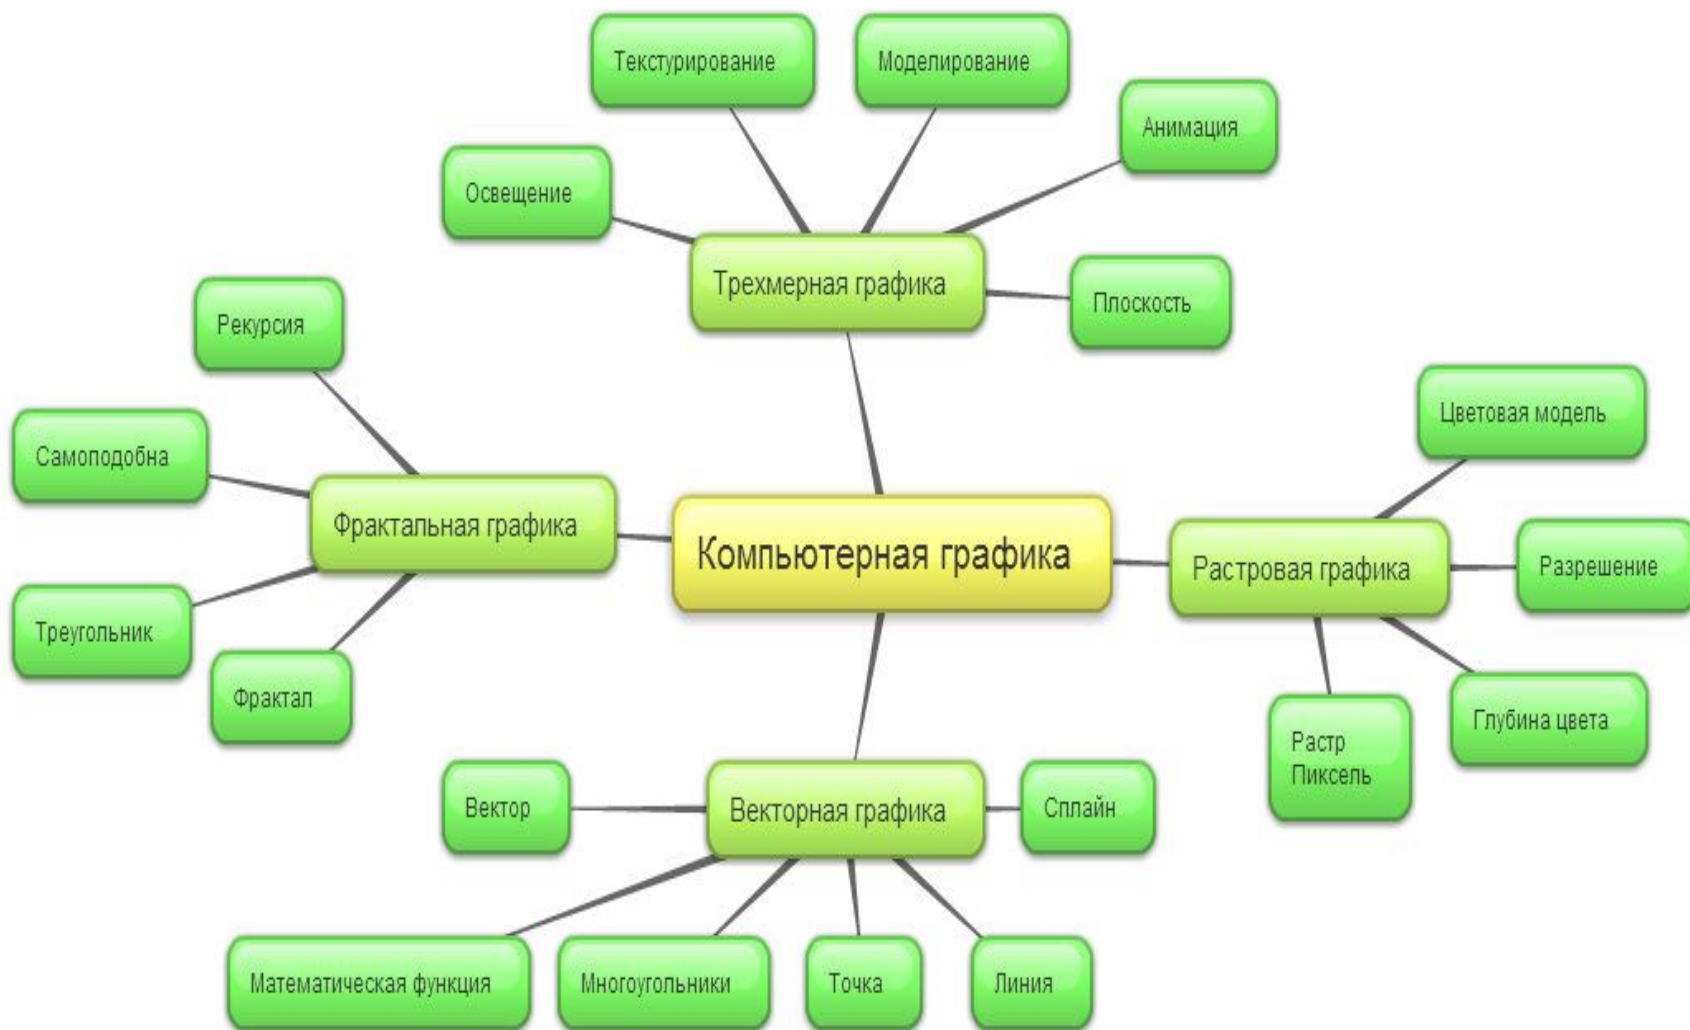 Текстурирование
Моделирование
Анимация
Освещение
Трехмерная графика
Плоскость
Рекурсия
Самоподобна
Фрактальная графика
Треугольник
Фрактал
Компьютерная графика
Цветовая модель
Растровая графика
Разрешение
Глубина цвета
Растр
Пиксель
Вектор
Векторная графика
Сплайн
Математическая функция
Многоугольники
Точка
Линия